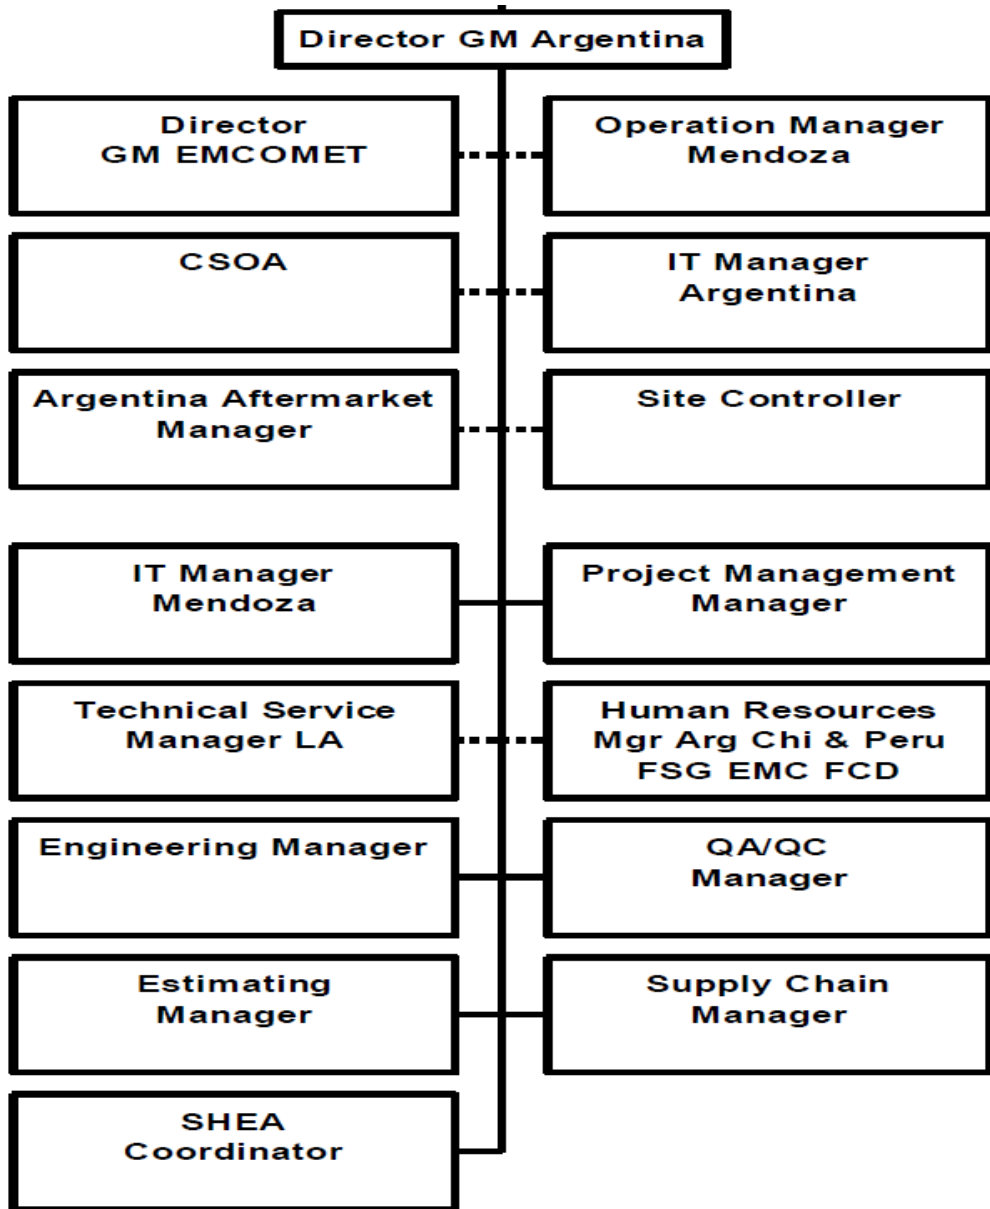 Director GM Argentina
Director
GM EMCOMET
Operation Manager
Mendoza
CSOA
IT Manager
Argentina
Argentina Aftermarket
Manager
Site Controller
IT Manager
Mendoza
Project Management
Manager
Technical Service
Manager LA
Human Resources
Mgr Arg Chi & Peru
FSG EMC FCD
Engineering Manager
QA/QC
Manager
Estimating
Manager
Supply Chain
Manager
SHEA
Coordinator